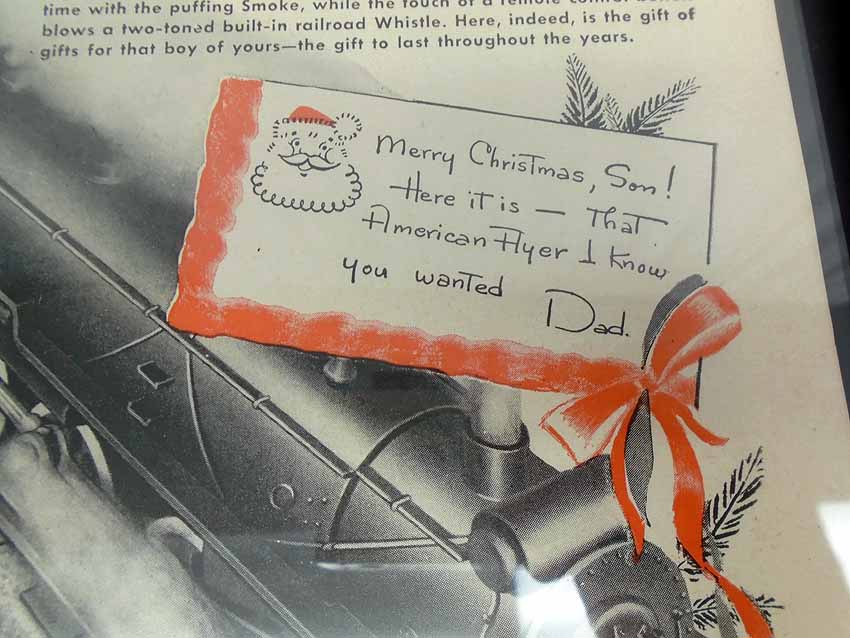 time with the puffing Smoke, while the touch of a remote control
blows a two-toned built-in railroad Whistle. Here, indeed, is the gift of
gifts for that boy of yours—the gift to last throughout the years.
Merry Christmas, Son!
Here it is — that
American Flyer I know
you wanted
Dad.